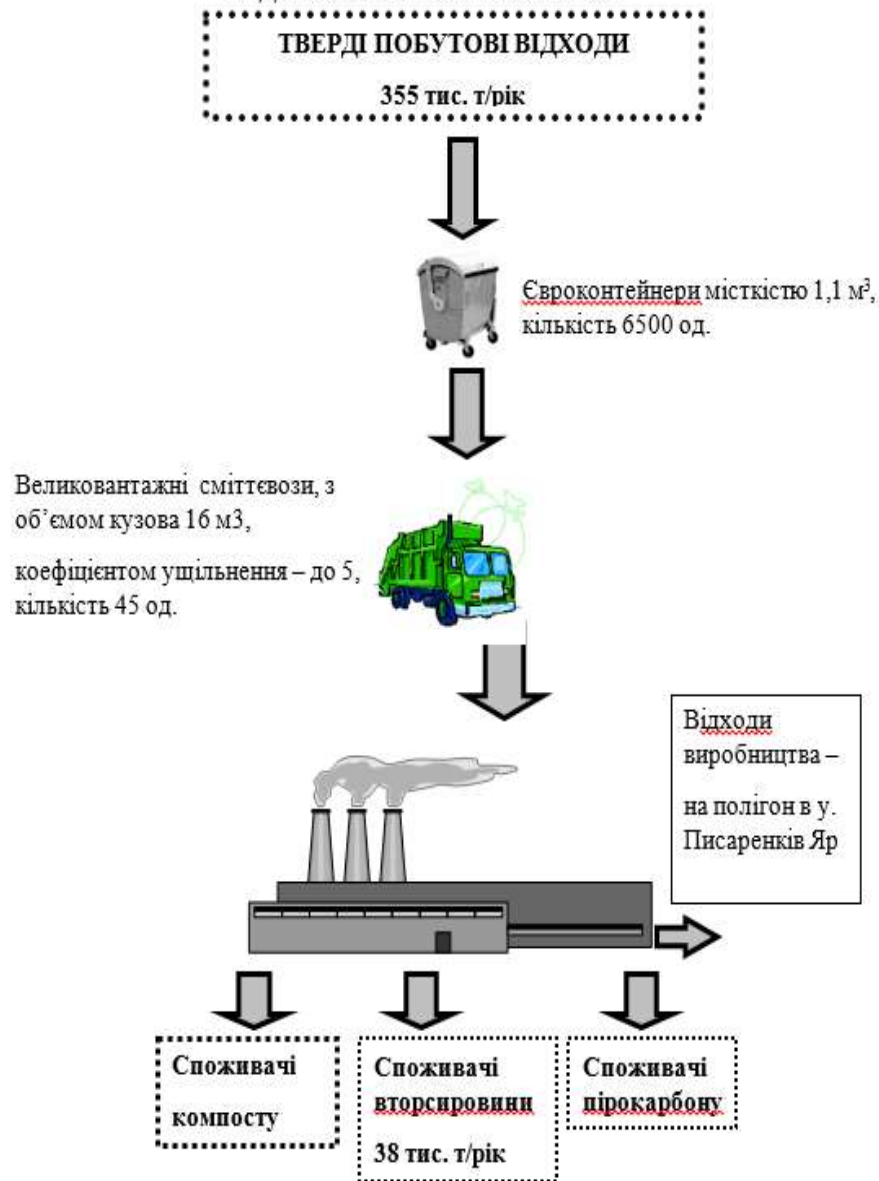 ТВЕРДІ ПОБУТОВІ ВІДХОДИ
355 тис. т/рік
Євроконтейнери місткістю 1,1 м³,
кількість 6500 од.
Великовантажні сміттєвози, з
об’ємом кузова 16 м3,
коефіцієнтом ущільнення – до 5,
кількість 45 од.
Відходи
виробництва –
на полігон в у.
Писаренків Яр
Споживачі
компосту
Споживачі
вторсировини
38 тис. т/рік
Споживачі
пірокарбону